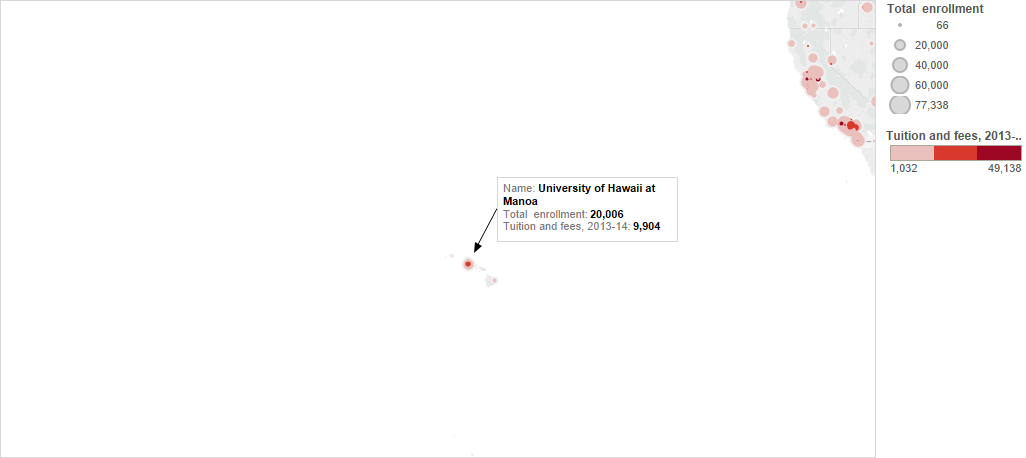 Total  enrollment
66
20,000
40,000
60,000
77,338
Tuition and fees, 2013-..
1,032 49,138
Name: University of Hawaii at
Manoa
Total  enrollment: 20,006
Tuition and fees, 2013-14: 9,904